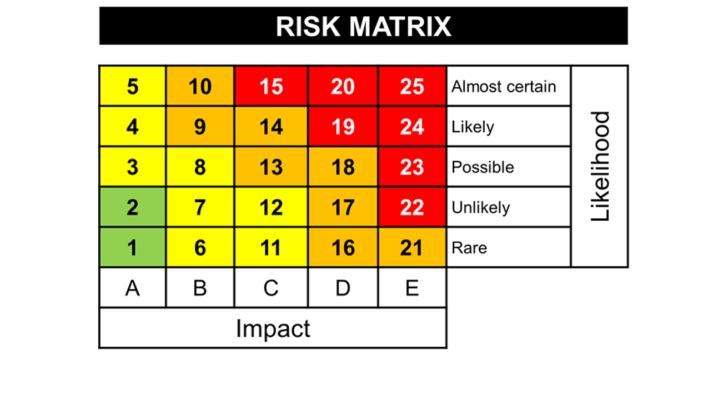 RISK MATRIX
5 10 15 20 25 Almost certain
4 9 14 19 24 Likely
3 8 13 18 23 Possible
2 7 12 17 22 Unlikely
1 6 11 16 21 Rare
Likelihood
A B C D E
Impact